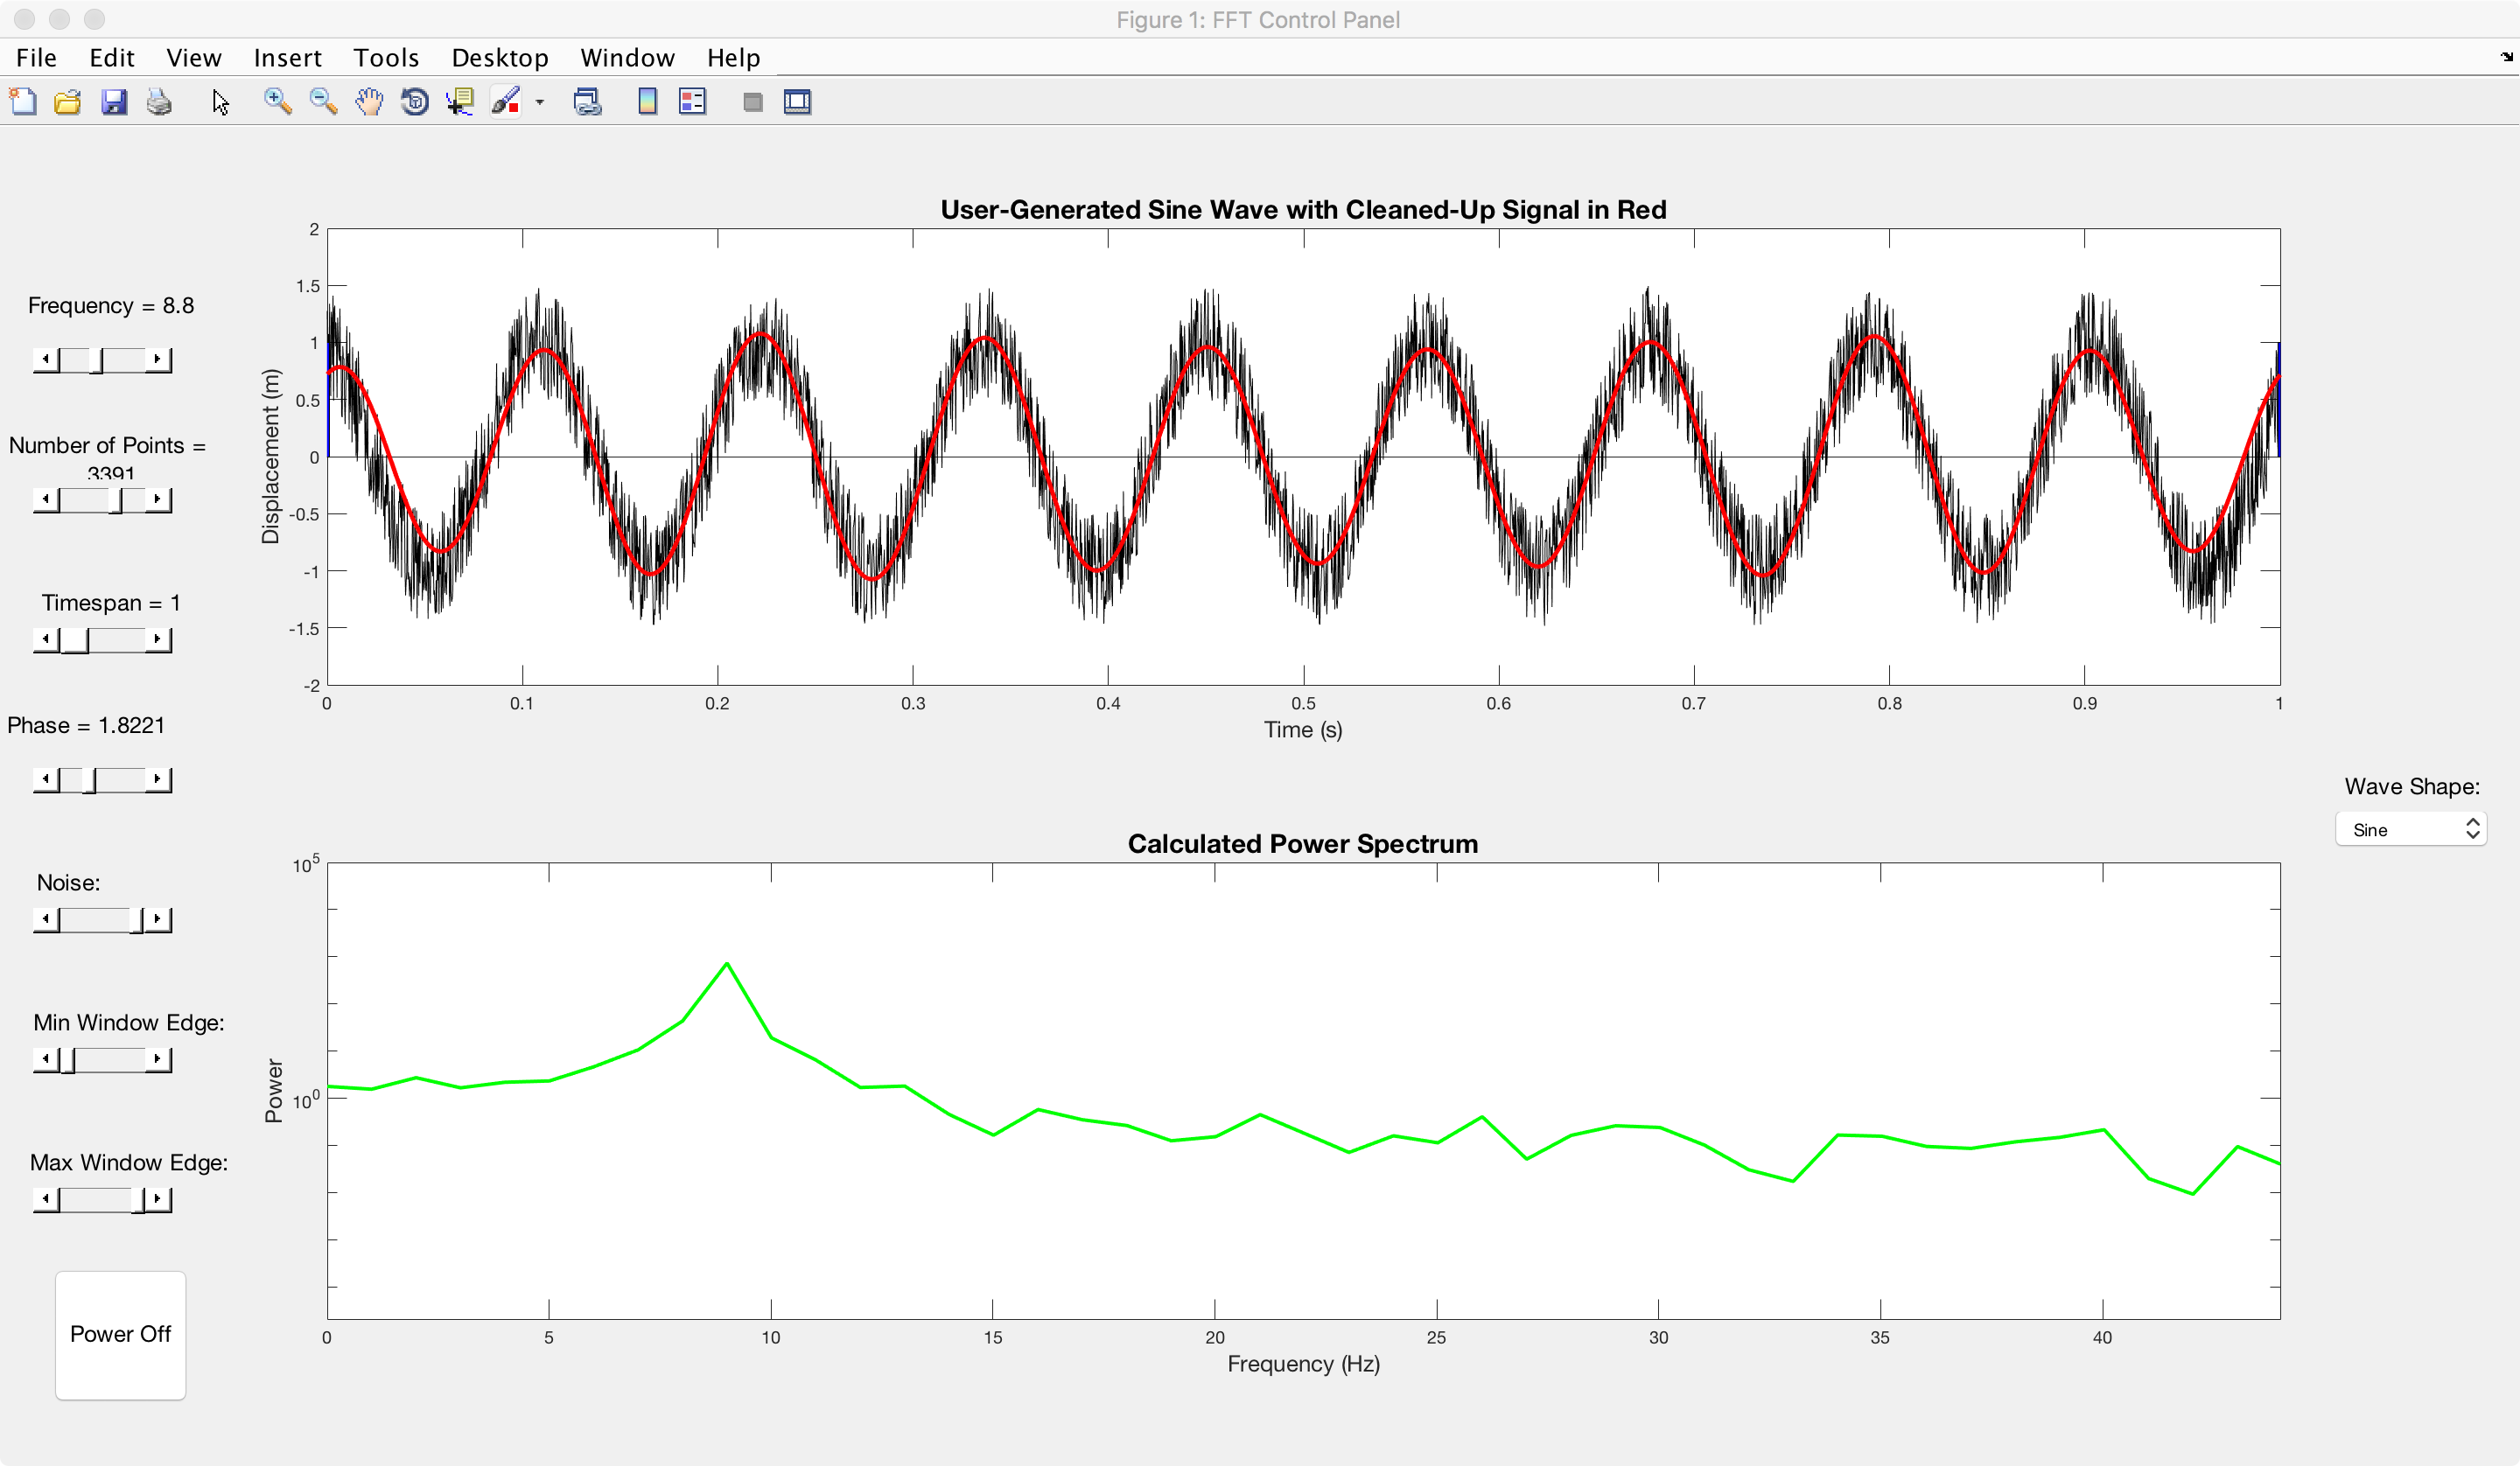 Figure 1: FFT Control Panel
File Edit View Insert Tools Desktop Window Help
User-Generated Sine Wave with Cleaned-Up Signal in Red
2
1.5
1
0.5
0
-0.5
-1
-1.5
-2
Displacement (m)
0 0.1 0.2 0.3 0.4 0.5 0.6 0.7 0.8 0.9 1
Time (s)
Frequency = 8.8
Number of Points =
3391
Timespan = 1
Phase = 1.8221
Noise:
Min Window Edge:
Max Window Edge:
Power Off
Wave Shape:
Sine
Calculated Power Spectrum
10^5
10^0
Power
0 5 10 15 20 25 30 35 40
Frequency (Hz)